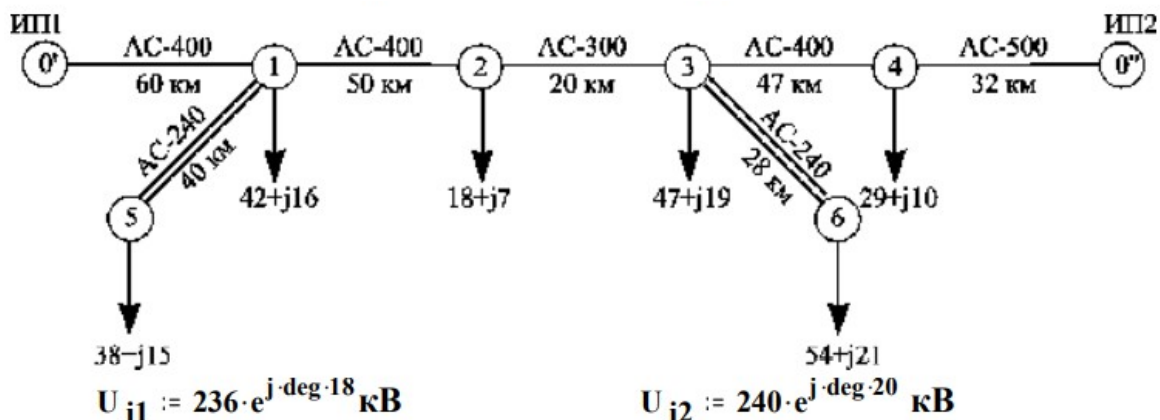 ИП1 ИП2
0' АС-400 1 АС-400 2 АС-300 3 АС-400 4 АС-500 0"
60 км 50 км 20 км 47 км 32 км
АС-240 АС-240
40 км 28 км
5 42+j16 18+j7 47+j19 6 29+j10
38−j15 54+j21
U i1 := 236·e^j·deg·18 кВ U i2 := 240·e^j·deg·20 кВ